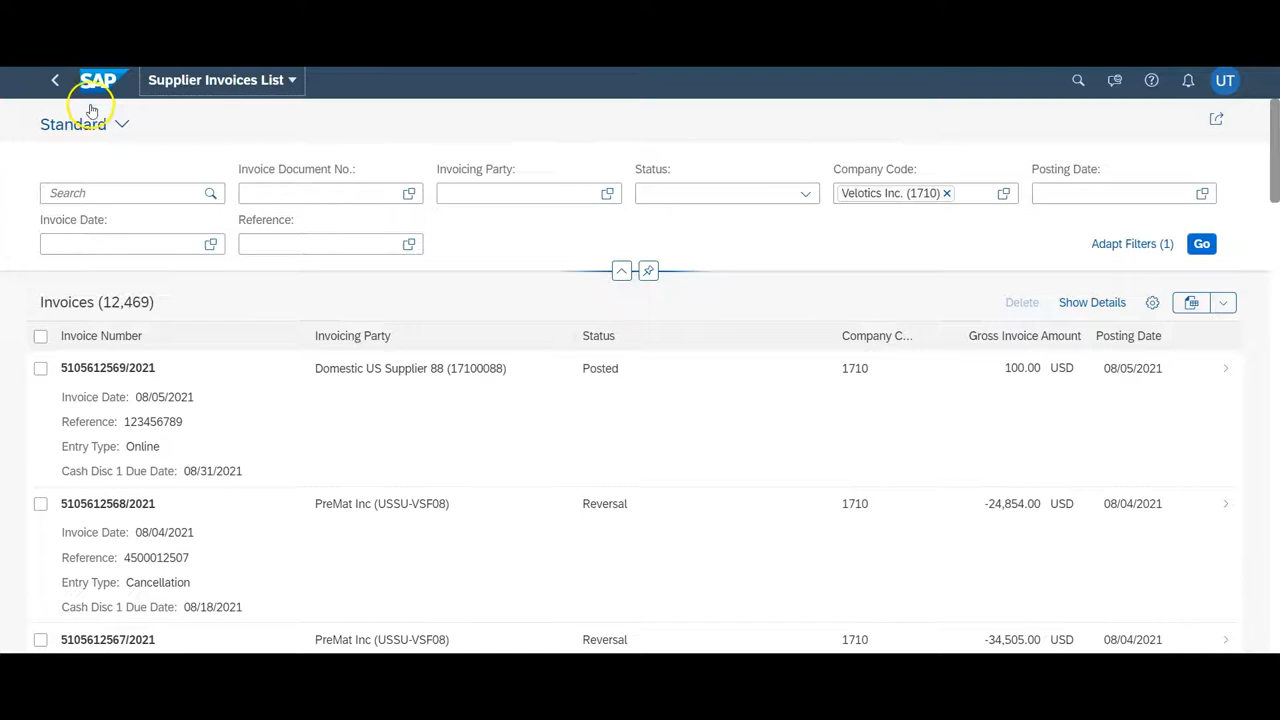 SAP Supplier Invoices List UT
Standard
Invoice Document No.: Invoicing Party: Status: Company Code: Posting Date:
Search Velotics Inc. (1710)
Invoice Date: Reference:
Adapt Filters (1) Go
Invoices (12,469) Delete Show Details
Invoice Number Invoicing Party Status Company C... Gross Invoice Amount Posting Date
5105612569/2021 Domestic US Supplier 88 (17100088) Posted 1710 100.00 USD 08/05/2021
Invoice Date: 08/05/2021
Reference: 123456789
Entry Type: Online
Cash Disc 1 Due Date: 08/31/2021
5105612568/2021 PreMat Inc (USSU-VSF08) Reversal 1710 -24,854.00 USD 08/04/2021
Invoice Date: 08/04/2021
Reference: 4500012507
Entry Type: Cancellation
Cash Disc 1 Due Date: 08/18/2021
5105612567/2021 PreMat Inc (USSU-VSF08) Reversal 1710 -34,505.00 USD 08/04/2021